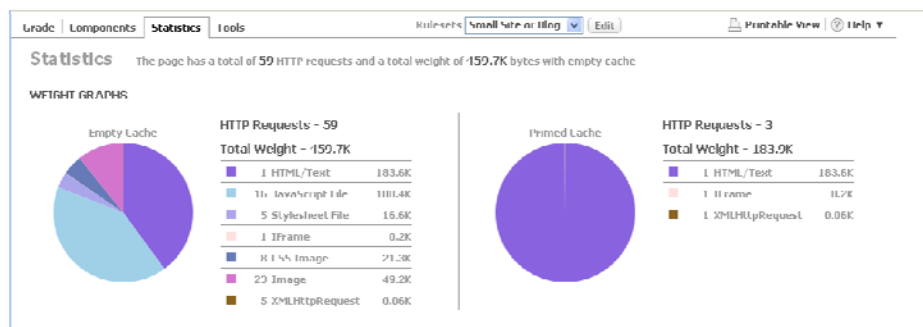 Grade Components Statistics Tools Rulesets Small Site or Blog Edit Printable View Help ▼
Statistics The page has a total of 59 HTTP requests and a total weight of 459.7K bytes with empty cache
WEIGHT GRAPHS
Empty Cache
HTTP Requests - 59
Total Weight - 459.7K
1 HTML/Text 183.6K
16 JavaScript File
5 Stylesheet File 16.6K
1 IFrame 0.2K
8 CSS Image 21.3K
23 Image 49.2K
5 XMLHttpRequest 0.06K
Primed Cache
HTTP Requests - 3
Total Weight - 183.9K
1 HTML/Text 183.6K
1 IFrame 0.2K
1 XMLHttpRequest 0.06K